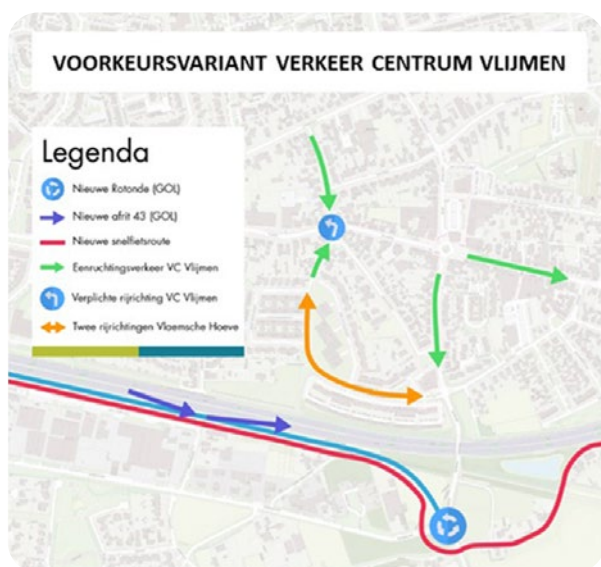 VOORKEURSVARIANT VERKEER CENTRUM VLIJMEN
Legenda
Nieuwe Rotonde (GOL)
Nieuwe afrit 43 (GOL)
Nieuwe snelfietsroute
Eenruchtingsverkeer VC Vlijmen
Verplichte rijrichting VC Vlijmen
Twee rijrichtingen Vlaemsche Hoeve